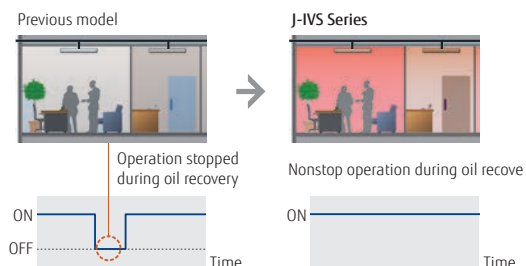 Previous model
J-IVS Series
Operation stopped
during oil recovery
Nonstop operation during oil recove
ON
OFF
Time
ON
Time